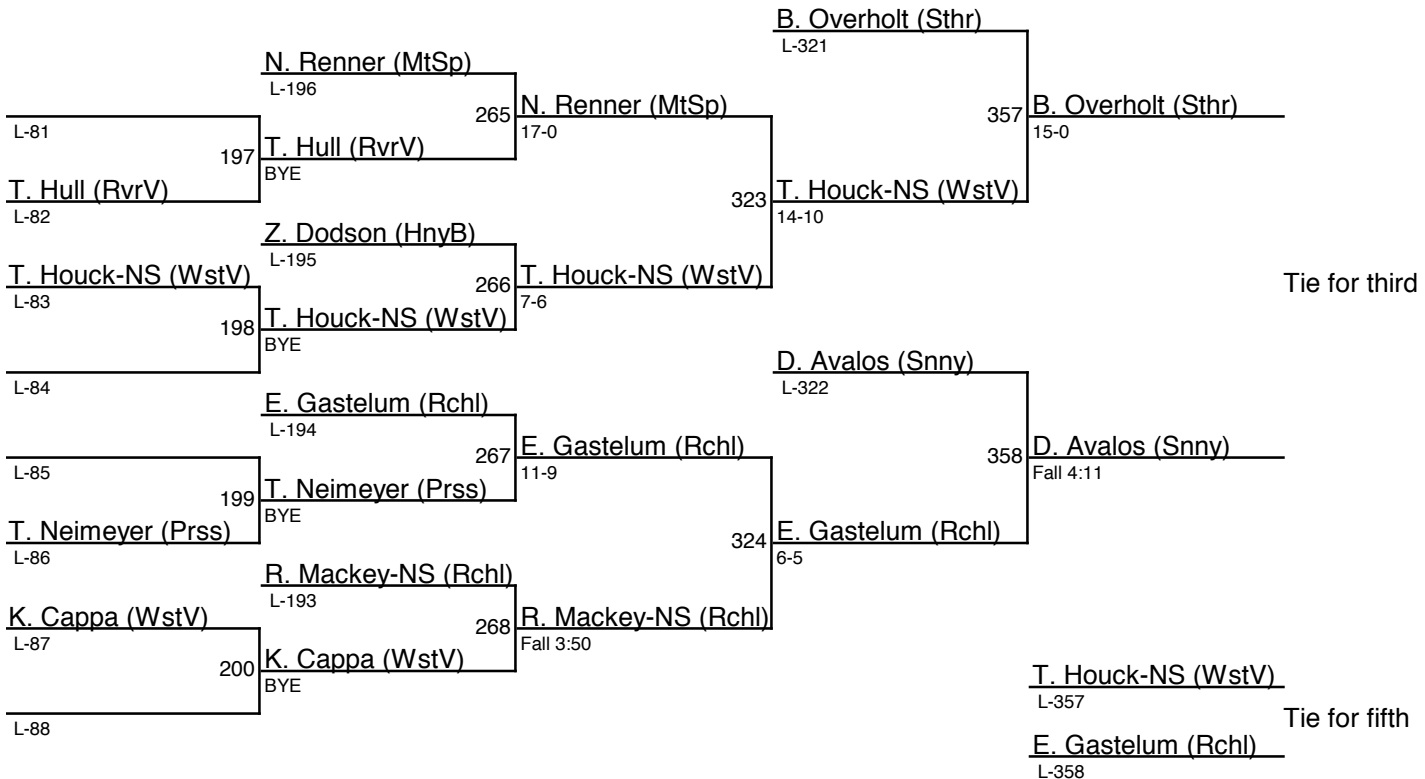 B. Overholt (Sthr)
L-321
N. Renner (MtSp)
L-196
265
N. Renner (MtSp)
17-0
357
B. Overholt (Sthr)
15-0
L-81
197
T. Hull (RvrV)
BYE
T. Hull (RvrV)
L-82
323
T. Houck-NS (WstV)
14-10
Z. Dodson (HnyB)
L-195
T. Houck-NS (WstV)
L-83
266
T. Houck-NS (WstV)
7-6
Tie for third
198
T. Houck-NS (WstV)
BYE
L-84
D. Avalos (Snny)
L-322
E. Gastelum (Rchl)
L-194
267
E. Gastelum (Rchl)
11-9
358
D. Avalos (Snny)
Fall 4:11
L-85
199
T. Neimeyer (Prss)
BYE
T. Neimeyer (Prss)
L-86
324
E. Gastelum (Rchl)
6-5
R. Mackey-NS (Rchl)
L-193
K. Cappa (WstV)
L-87
268
R. Mackey-NS (Rchl)
Fall 3:50
200
K. Cappa (WstV)
BYE
L-88
T. Houck-NS (WstV)
L-357
Tie for fifth
E. Gastelum (Rchl)
L-358